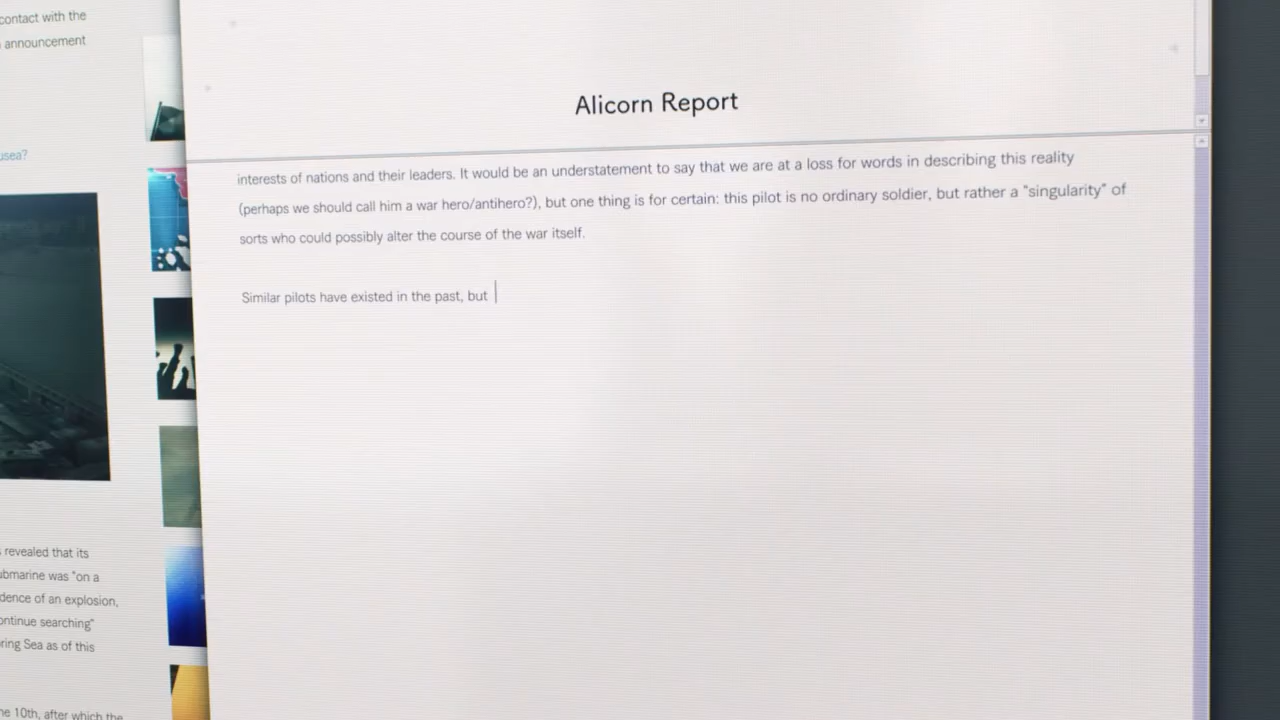 contact with the
announcement
usea?
revealed that its
submarine was "on a
dence of an explosion,
ontinue searching"
ring Sea as of this
ne 10th, after which the
Alicorn Report
interests of nations and their leaders. It would be an understatement to say that we are at a loss for words in describing this reality
(perhaps we should call him a war hero/antihero?), but one thing is for certain: this pilot is no ordinary soldier, but rather a "singularity" of
sorts who could possibly alter the course of the war itself.
Similar pilots have existed in the past, but